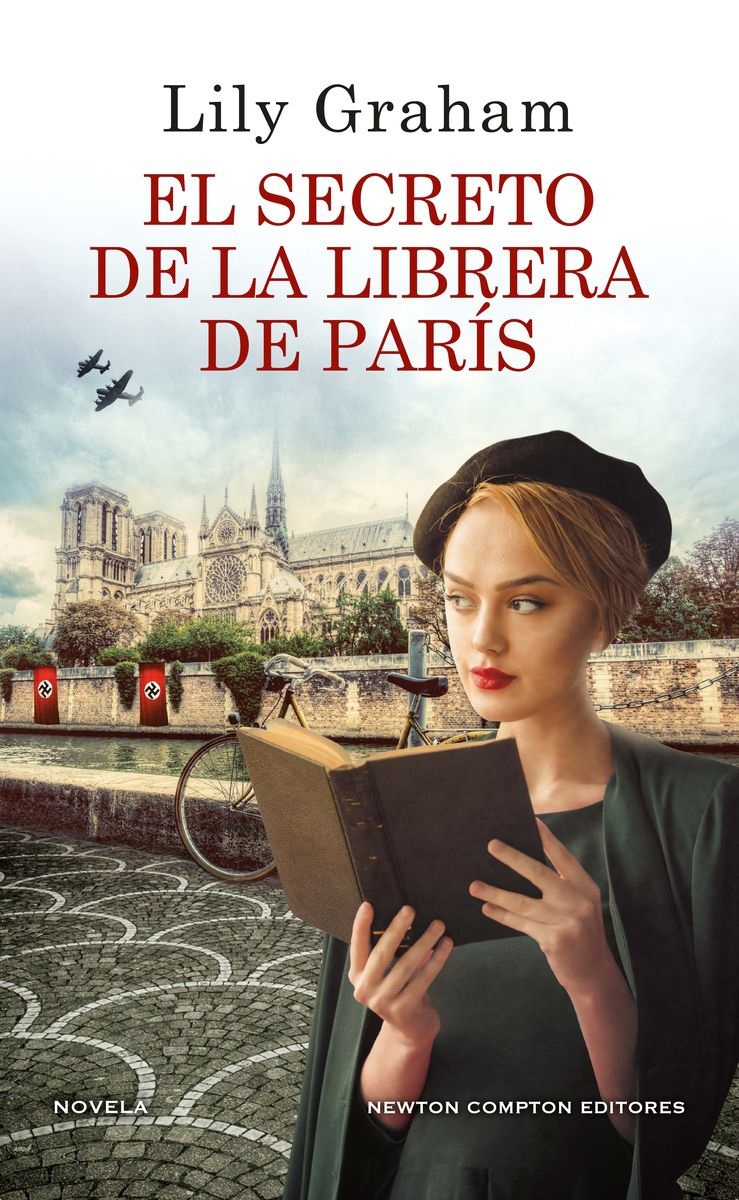 Lily Graham
EL SECRETO
DE LA LIBRERA
DE PARÍS
NOVELA
NEWTON COMPTON EDITORES